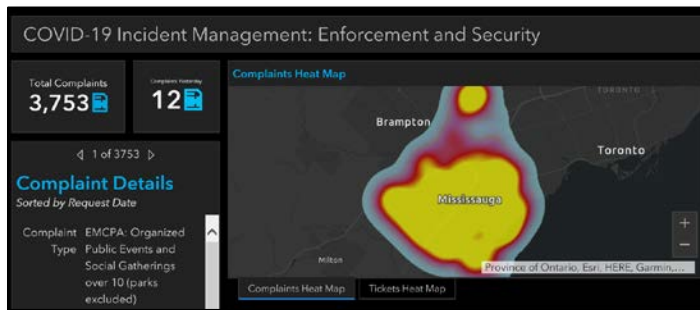 COVID-19 Incident Management: Enforcement and Security
Total Complaints
3,753
Complaints Yesterday
12
1 of 3753
Complaint Details
Sorted by Request Date
Complaint Type
EMCPA: Organized
Public Events and
Social Gatherings
over 10 (parks
excluded)
Complaints Heat Map
TORONTO
Brampton
Toronto
Mississauga
Milton
+
−
Province of Ontario, Esri, HERE, Garmin,...
Complaints Heat Map
Tickets Heat Map